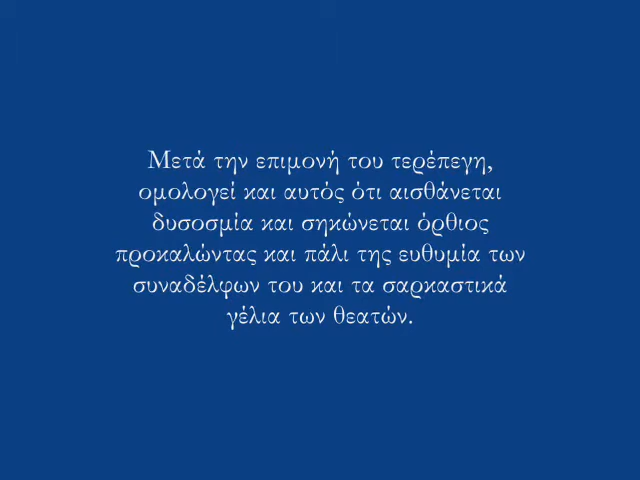 Μετά την επιμονή του τερέπεγη,
ομολογεί και αυτός ότι αισθάνεται
δυσοσμία και σηκώνεται όρθιος
προκαλώντας και πάλι της ευθυμία των
συναδέλφων του και τα σαρκαστικά
γέλια των θεατών.